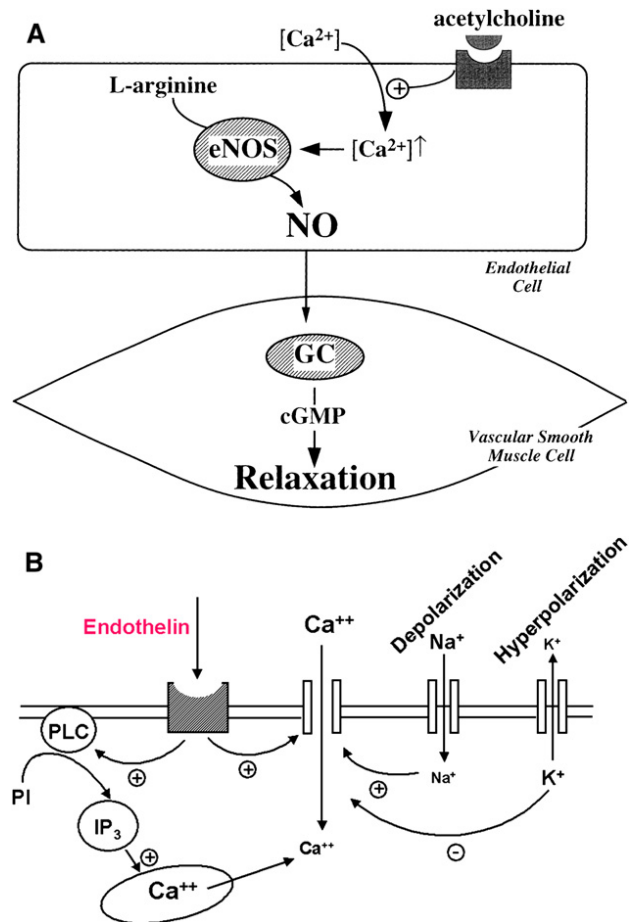 A
acetylcholine
[Ca²⁺]
+
L-arginine
eNOS
[Ca²⁺]↑
NO
Endothelial
Cell
GC
cGMP
Vascular Smooth
Muscle Cell
Relaxation
B
Endothelin
Ca⁺⁺
Depolarization
Na⁺
Hyperpolarization
K⁺
PLC
+
+
PI
Na⁺
+
K⁺
IP₃
+
Ca⁺⁺
-
Ca⁺⁺